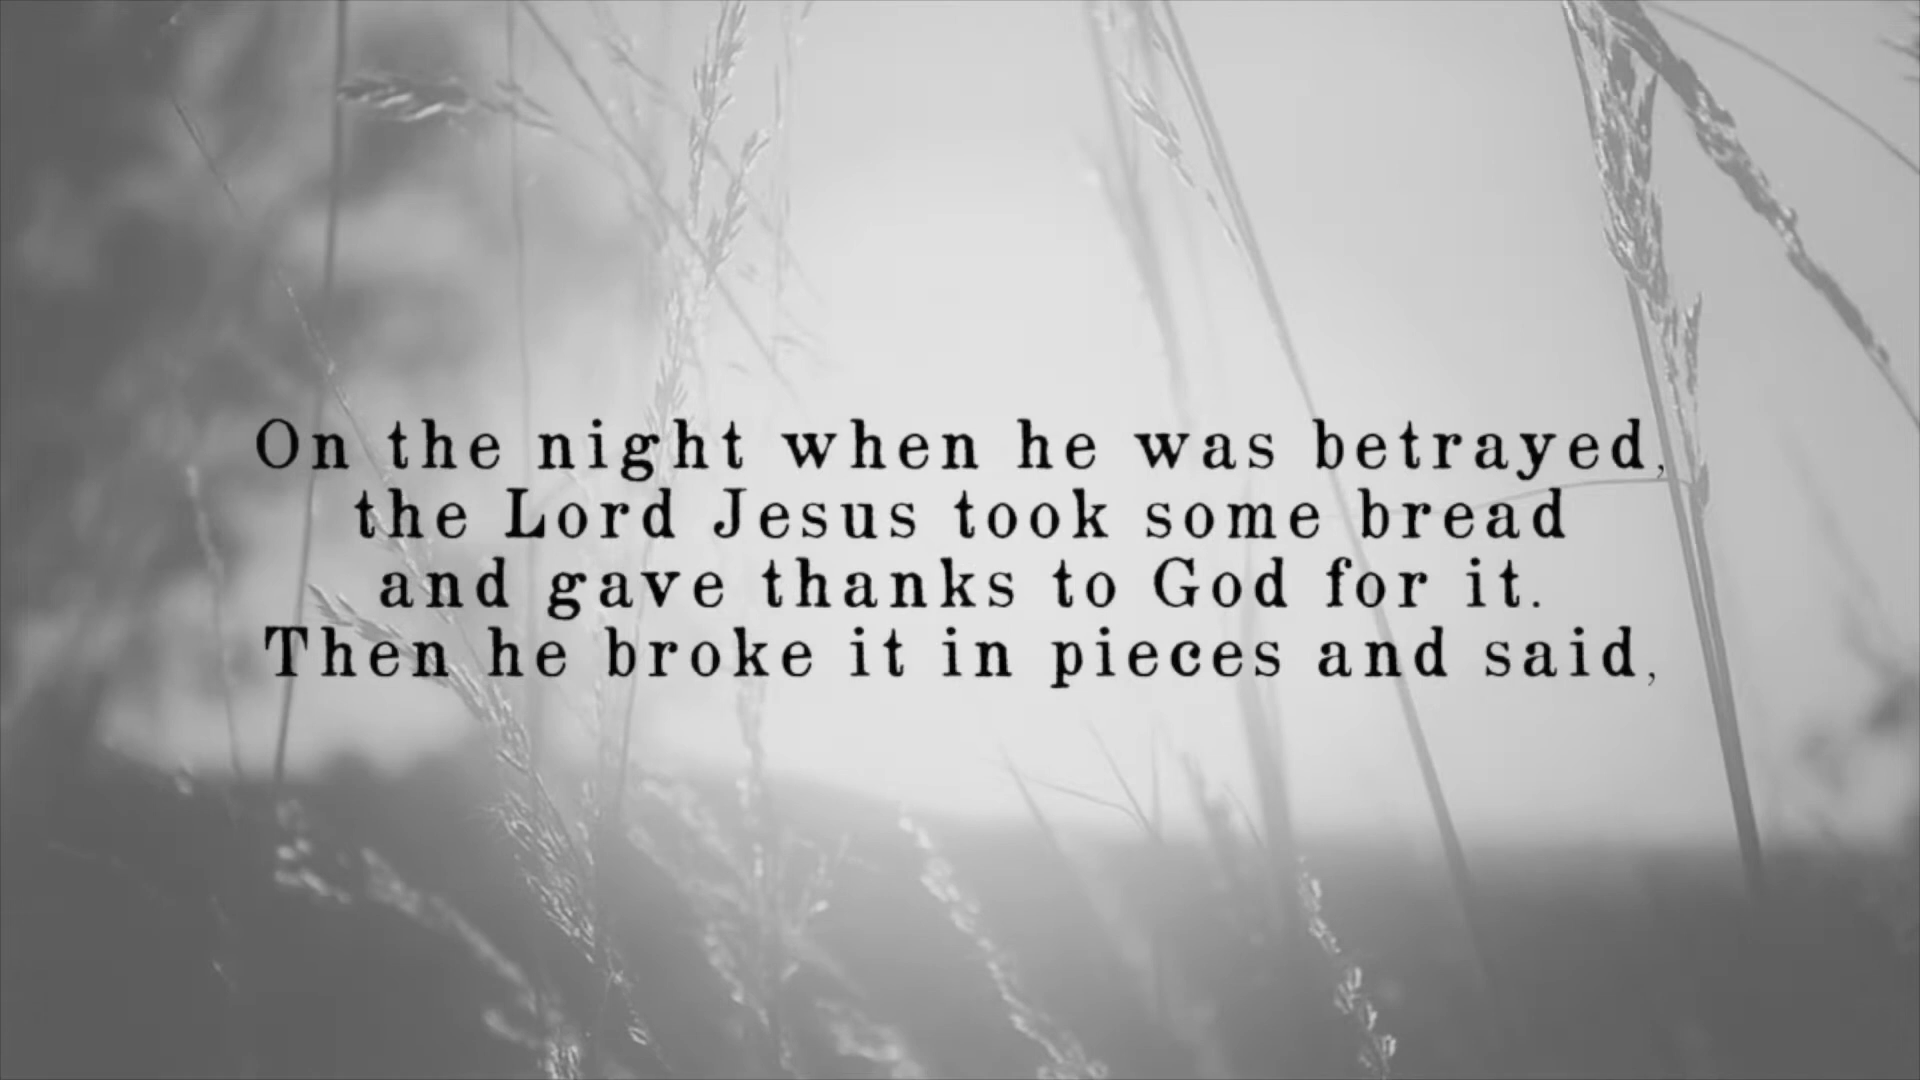 On the night when he was betrayed,
the Lord Jesus took some bread
and gave thanks to God for it.
Then he broke it in pieces and said,